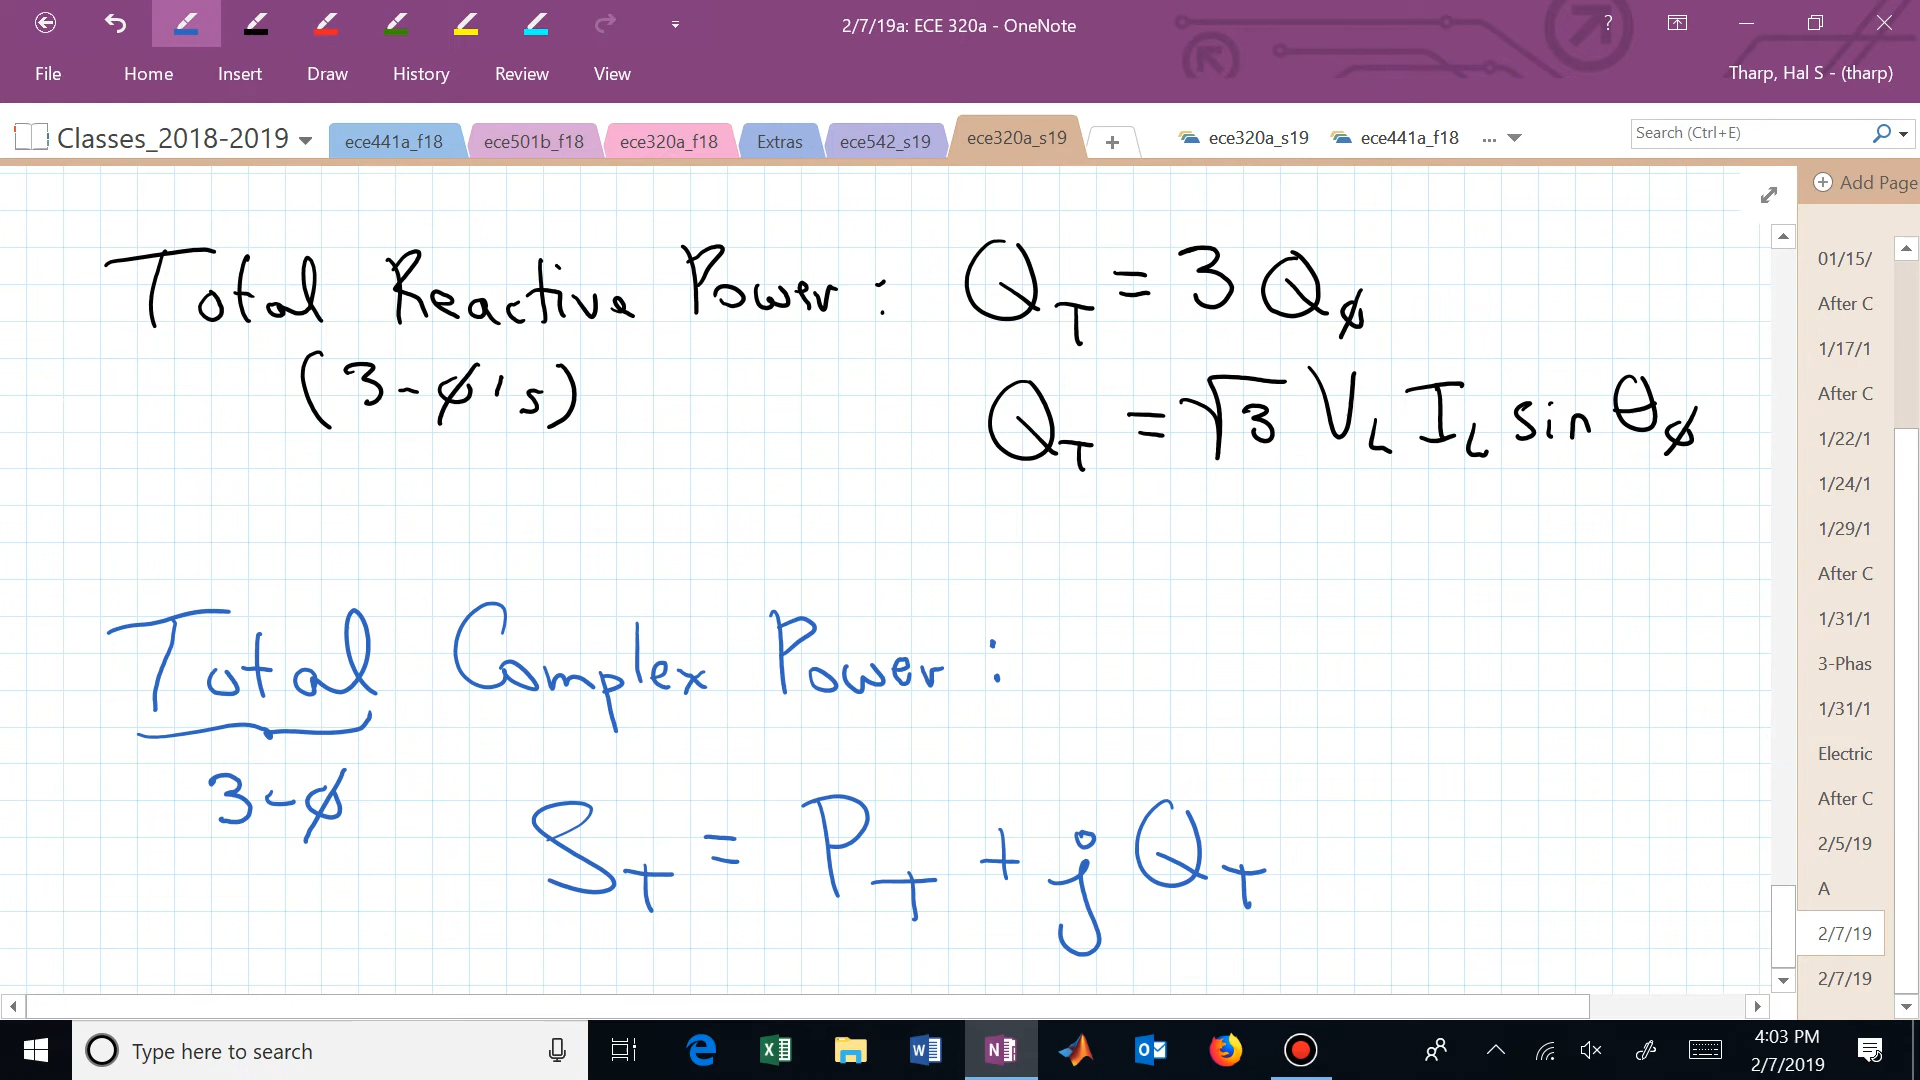 2/7/19a: ECE 320a - OneNote
?
File Home Insert Draw History Review View
Tharp, Hal S - (tharp)
Classes_2018-2019
ece441a_f18 ece501b_f18 ece320a_f18 Extras ece542_s19 ece320a_s19
ece320a_s19 ece441a_f18 ...
Search (Ctrl+E)
Add Page
Total Reactive Power: Q_T = 3 Q_ø
(3-ø's)
Q_T = √3 V_L I_L sin θ_ø
Total Complex Power:
3-ø
S_T = P_T + j Q_T
01/15/
After C
1/17/1
After C
1/22/1
1/24/1
1/29/1
After C
1/31/1
3-Phas
1/31/1
Electric
After C
2/5/19
A
2/7/19
2/7/19
Type here to search
4:03 PM
2/7/2019